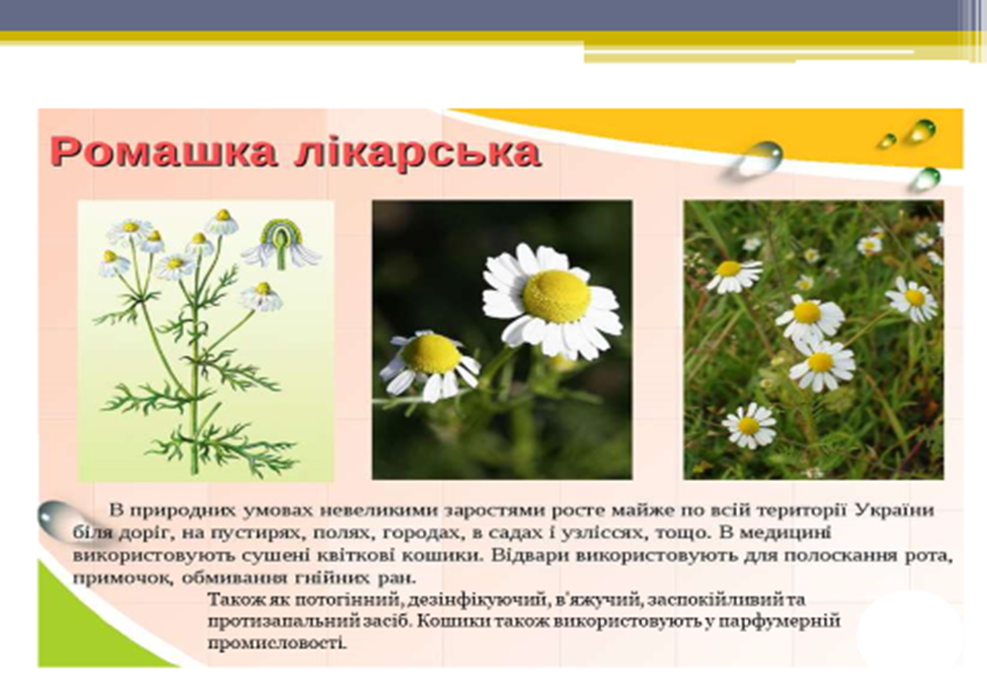 Ромашка лікарська
В природних умовах невеликими заростями росте майже по всій території України
біля доріг, на пустирях, полях, городах, в садах і узліссях, тощо. В медицині
використовують сушені квіткові кошики. Відвари використовують для полоскання рота,
примочок, обмивання гнійних ран.
Також як потогінний, дезінфікуючий, в'яжучий, заспокійливий та
протизапальний засіб. Кошики також використовують у парфумерній
промисловості.